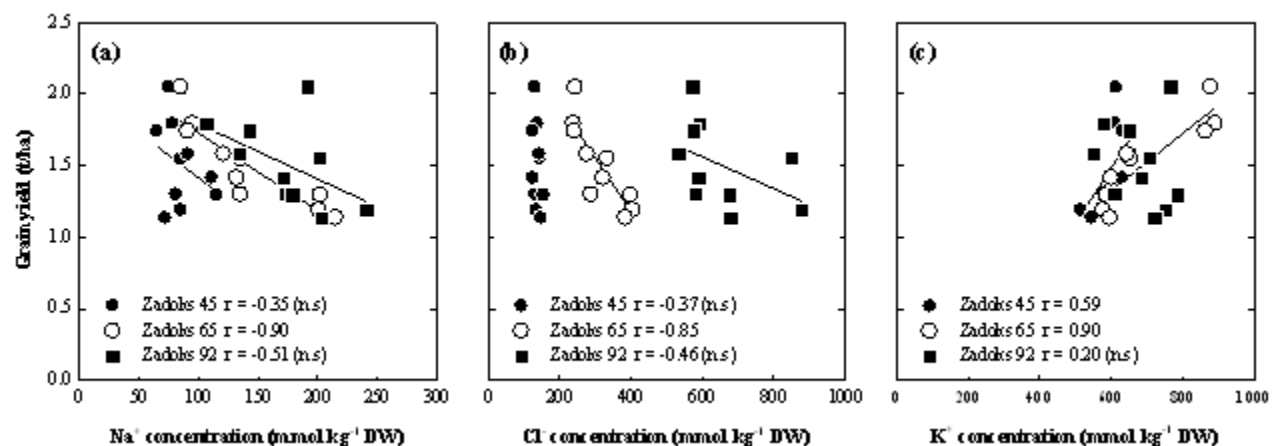 2.5
2.0
1.5
1.0
0.5
0.0
Grain yield (t/ha)
(a)
Zadoks 45 r = -0.35 (n.s)
Zadoks 65 r = -0.90
Zadoks 92 r = -0.51 (n.s)
0 50 100 150 200 250 300
Na⁺ concentration (mmol kg⁻¹ DW)
(b)
Zadoks 45 r = -0.37 (n.s)
Zadoks 65 r = -0.85
Zadoks 92 r = -0.46 (n.s)
0 200 400 600 800 1000
Cl⁻ concentration (mmol kg⁻¹ DW)
(c)
Zadoks 45 r = 0.59
Zadoks 65 r = 0.90
Zadoks 92 r = 0.20 (n.s)
0 200 400 600 800 1000
K⁺ concentration (mmol kg⁻¹ DW)